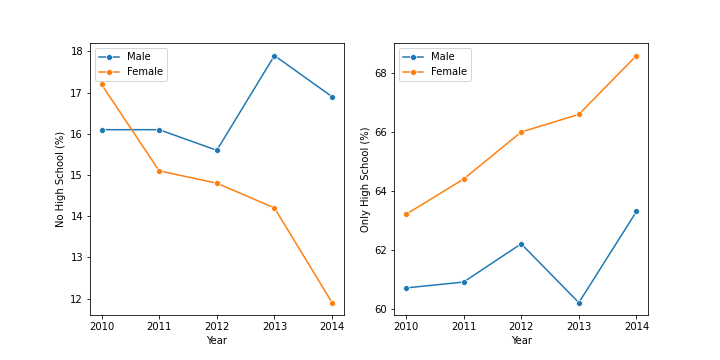 Male
Female
No High School (%)
18
17
16
15
14
13
12
2010 2011 2012 2013 2014
Year
Male
Female
Only High School (%)
68
66
64
62
60
2010 2011 2012 2013 2014
Year